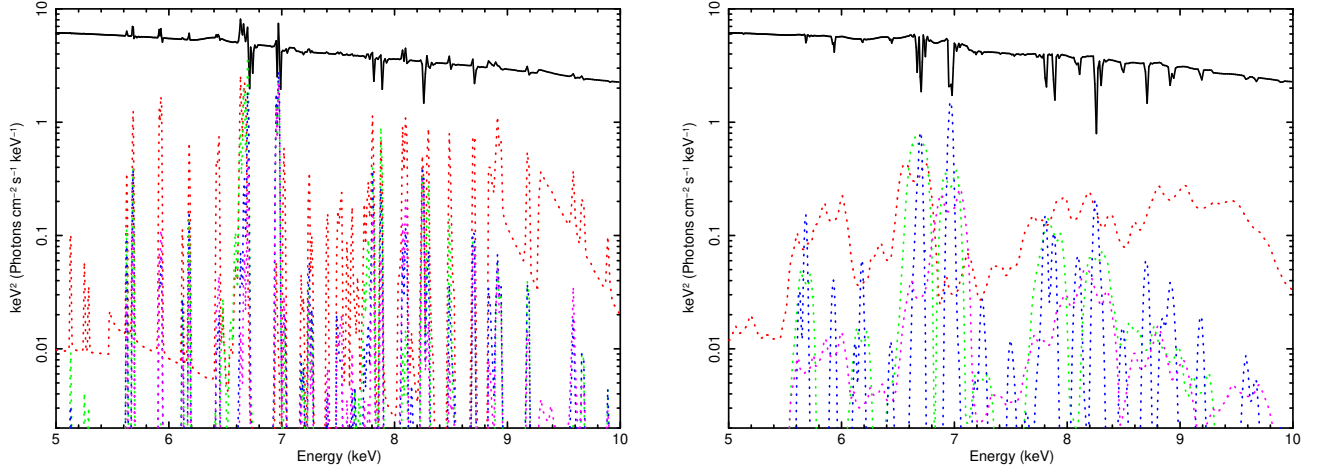 10
1
0.1
0.01
keV² (Photons cm⁻² s⁻¹ keV⁻¹)
5 6 7 8 9 10
Energy (keV)
10
1
0.1
0.01
keV² (Photons cm⁻² s⁻¹ keV⁻¹)
5 6 7 8 9 10
Energy (keV)